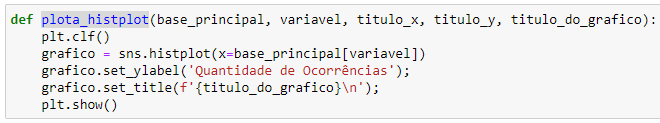 def plota_histplot(base_principal, variavel, titulo_x, titulo_y, titulo_do_grafico):
    plt.clf()
    grafico = sns.histplot(x=base_principal[variavel])
    grafico.set_ylabel('Quantidade de Ocorrências');
    grafico.set_title(f'{titulo_do_grafico}\n');
    plt.show()